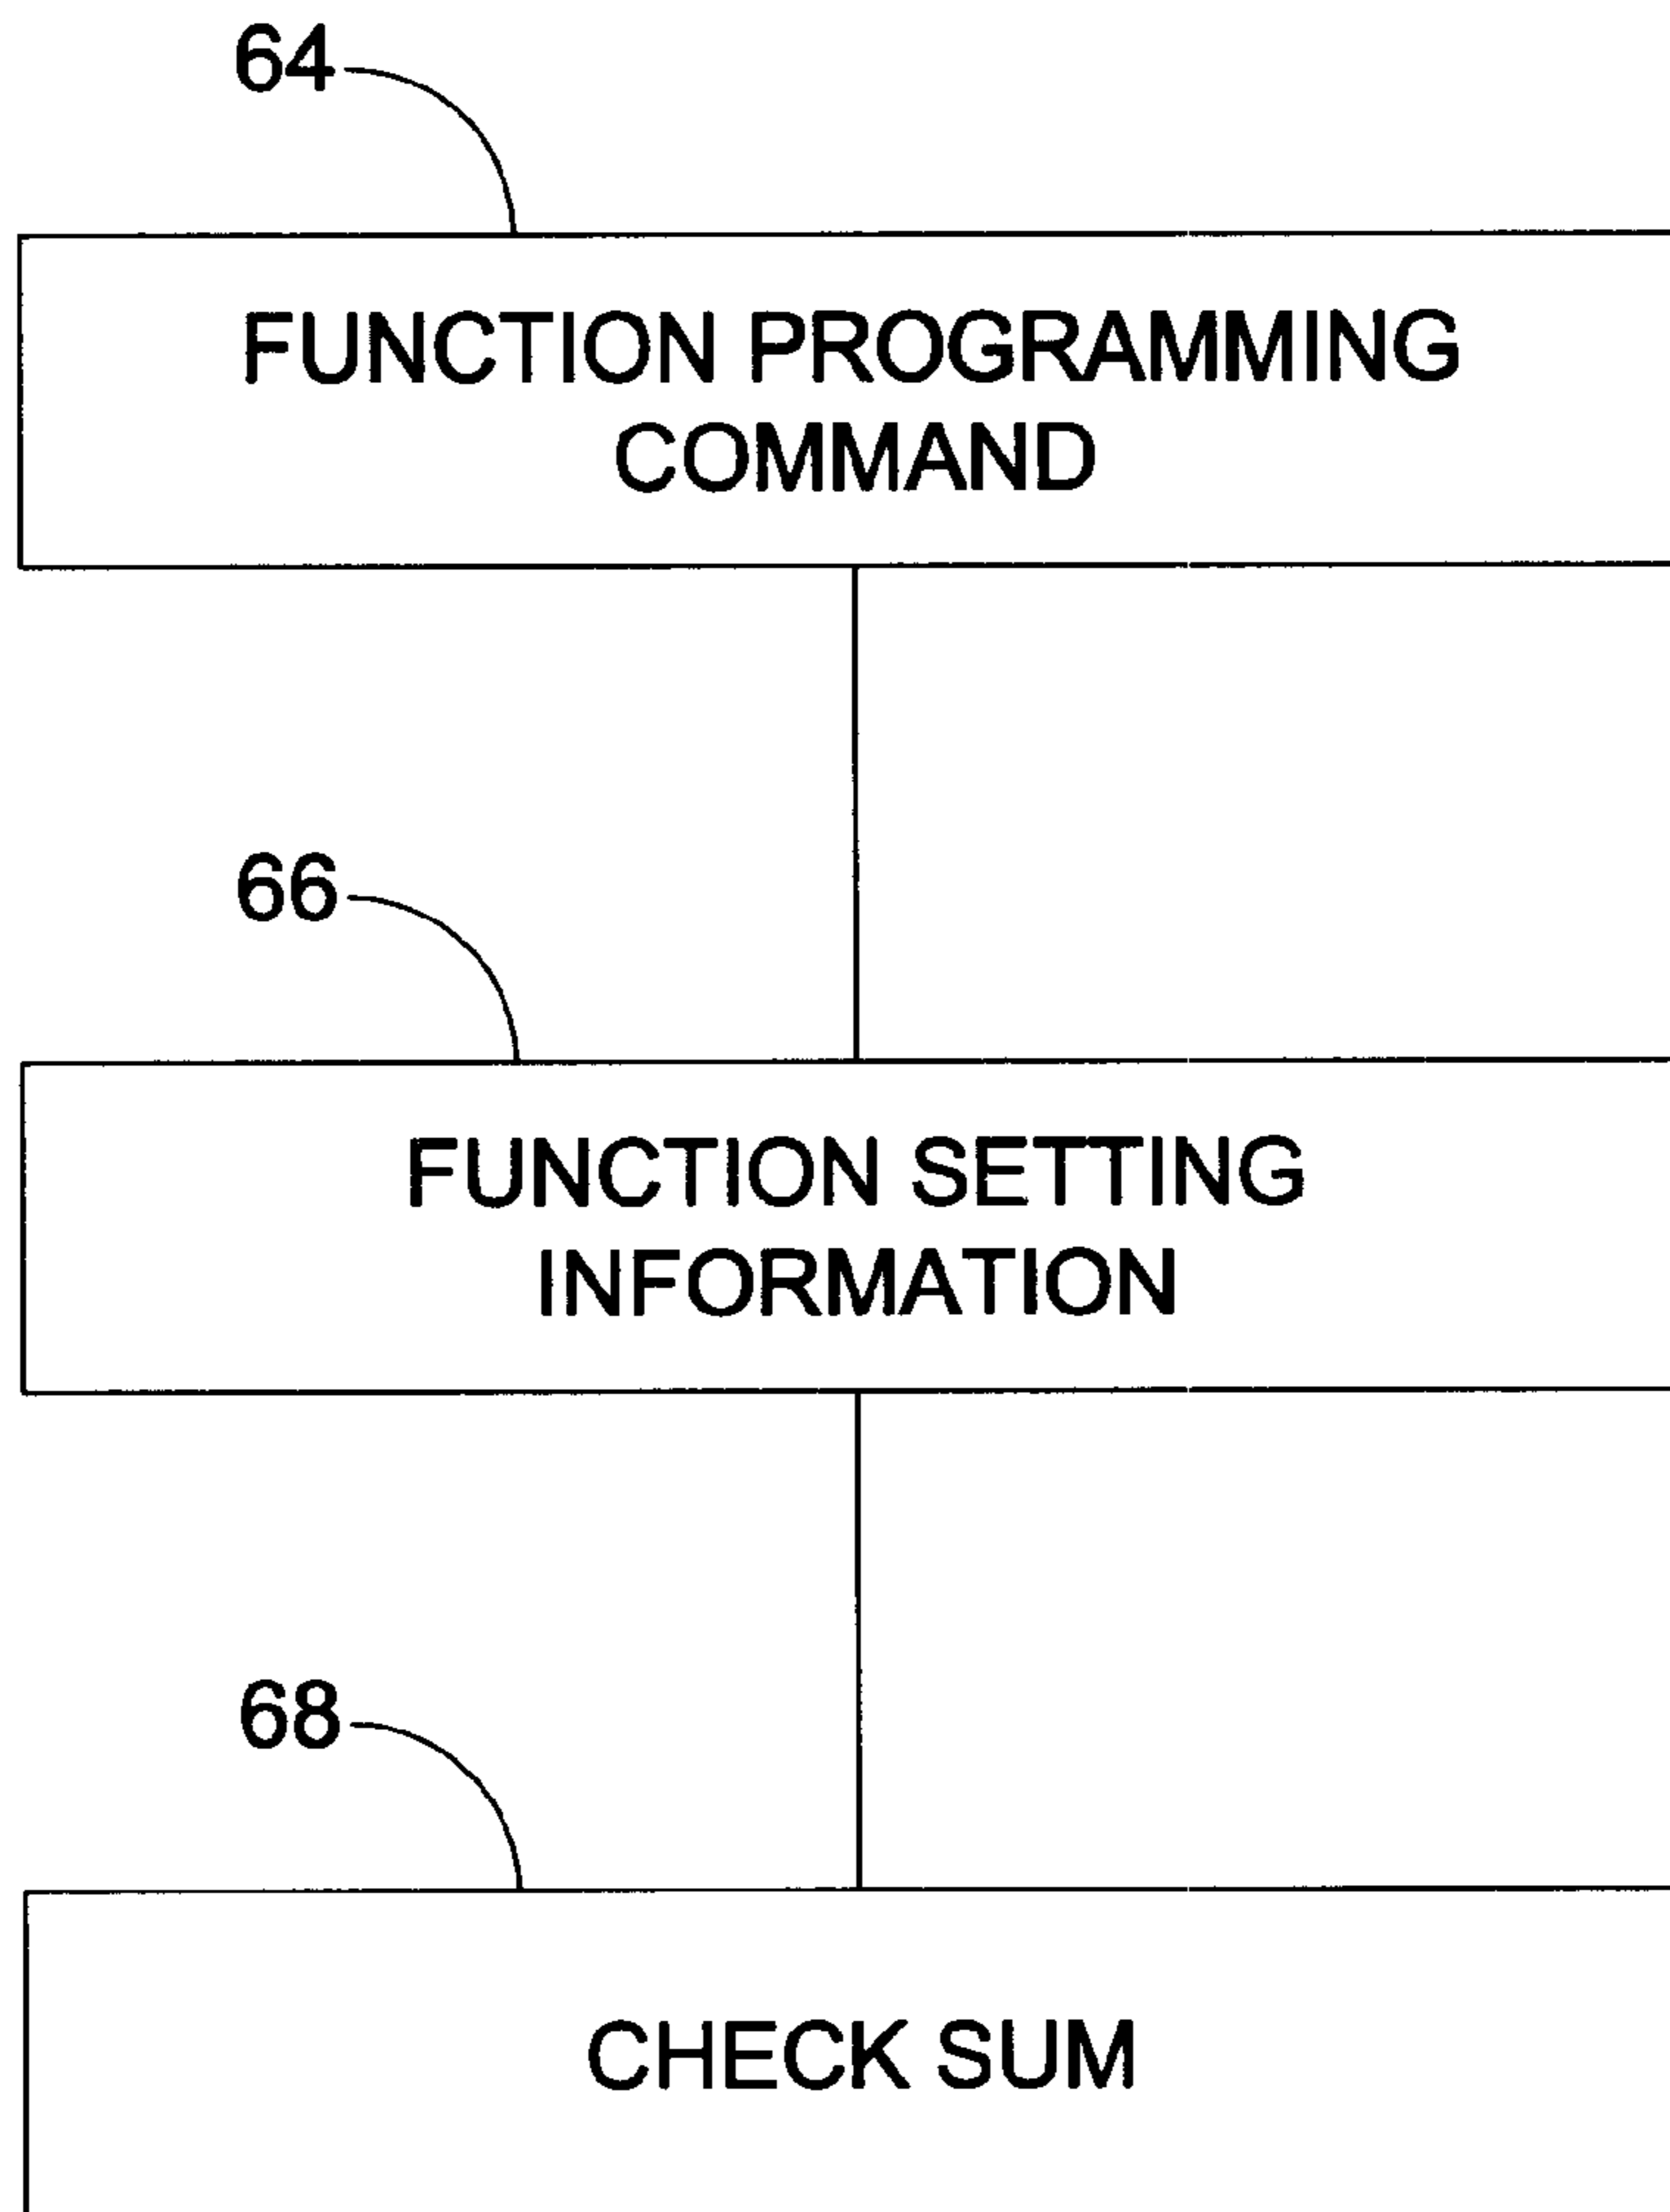 64
FUNCTION PROGRAMMING
COMMAND
66
FUNCTION SETTING
INFORMATION
68
CHECK SUM